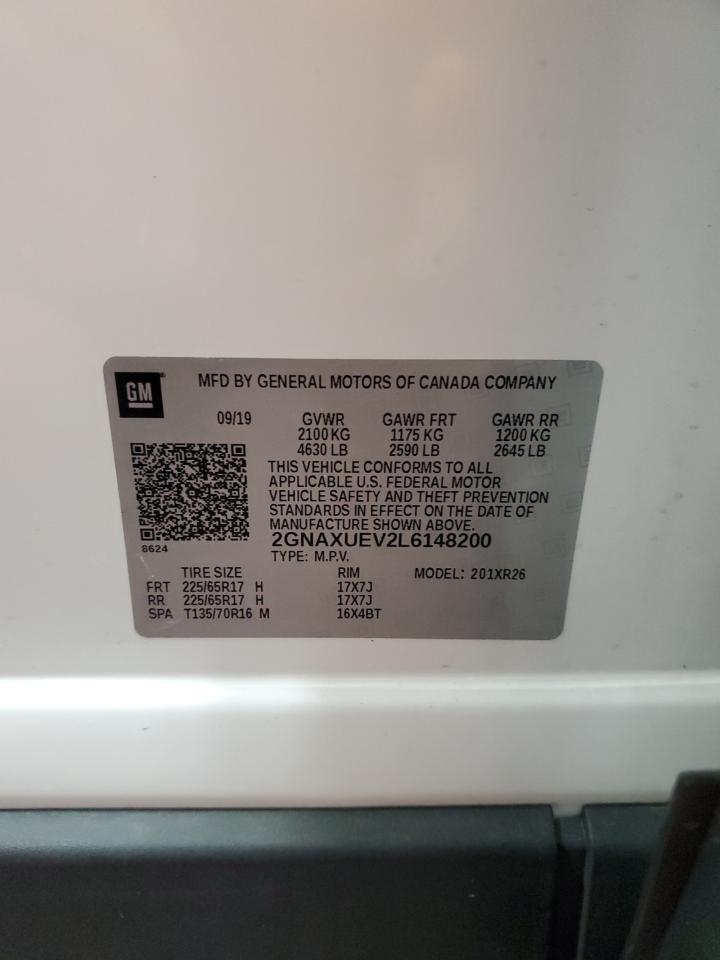 GM
MFD BY GENERAL MOTORS OF CANADA COMPANY
09/19 GVWR GAWR FRT GAWR RR
2100 KG 1175 KG 1200 KG
4630 LB 2590 LB 2645 LB
THIS VEHICLE CONFORMS TO ALL
APPLICABLE U.S. FEDERAL MOTOR
VEHICLE SAFETY AND THEFT PREVENTION
STANDARDS IN EFFECT ON THE DATE OF
MANUFACTURE SHOWN ABOVE.
8624
2GNAXUEV2L6148200
TYPE: M.P.V.
TIRE SIZE RIM MODEL: 201XR26
FRT 225/65R17 H 17X7J
RR 225/65R17 H 17X7J
SPA T135/70R16 M 16X4BT